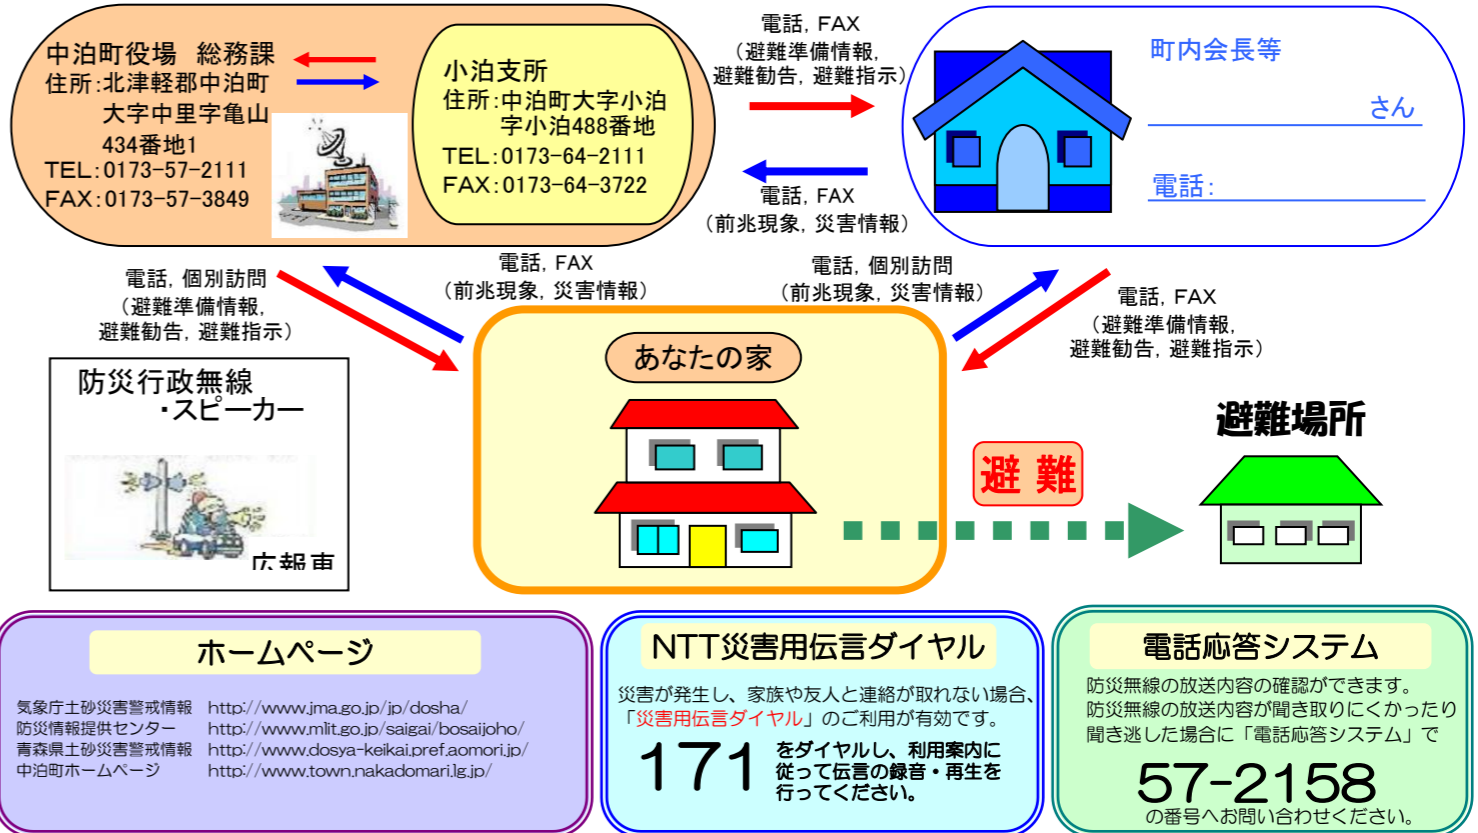 中泊町役場　総務課
住所:北津軽郡中泊町
大字中里字亀山
434番地1
TEL:0173-57-2111
FAX:0173-57-3849
小泊支所
住所:中泊町大字小泊
字小泊488番地
TEL:0173-64-2111
FAX:0173-64-3722
電話, FAX
(避難準備情報,
避難勧告, 避難指示)
電話, FAX
(前兆現象, 災害情報)
町内会長等
さん
電話:
電話, 個別訪問
(避難準備情報,
避難勧告, 避難指示)
電話, FAX
(前兆現象, 災害情報)
電話, 個別訪問
(前兆現象, 災害情報)
電話, FAX
(避難準備情報,
避難勧告, 避難指示)
防災行政無線
・スピーカー
広報車
あなたの家
避 難
避難場所
ホームページ
気象庁土砂災害警戒情報 http://www.jma.go.jp/jp/dosha/
防災情報提供センター http://www.mlit.go.jp/saigai/bosaijoho/
青森県土砂災害警戒情報 http://www.dosya-keikai.pref.aomori.jp/
中泊町ホームページ http://www.town.nakadomari.lg.jp/
NTT災害用伝言ダイヤル
災害が発生し、家族や友人と連絡が取れない場合、
「災害用伝言ダイヤル」のご利用が有効です。
171
をダイヤルし、利用案内に
従って伝言の録音・再生を
行ってください。
電話応答システム
防災無線の放送内容の確認ができます。
防災無線の放送内容が聞き取りにくかったり
聞き逃した場合に「電話応答システム」で
57-2158
の番号へお問い合わせください。